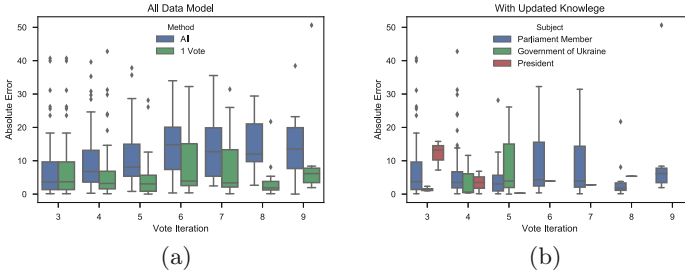 All Data Model
Method
All
1 Vote
Absolute Error
50
40
30
20
10
0
3 4 5 6 7 8 9
Vote Iteration
(a)
With Updated Knowlege
Subject
Parliament Member
Government of Ukraine
President
Absolute Error
50
40
30
20
10
0
3 4 5 6 7 8 9
Vote Iteration
(b)